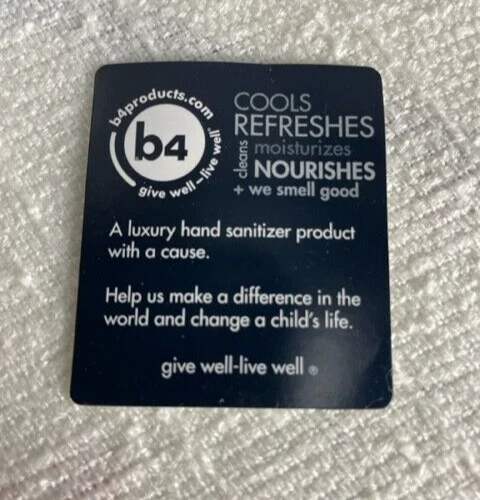 b4products.com
b4
give well-live well
COOLS
REFRESHES
cleans
moisturizes
NOURISHES
+ we smell good
A luxury hand sanitizer product
with a cause.
Help us make a difference in the
world and change a child's life.
give well-live well ®